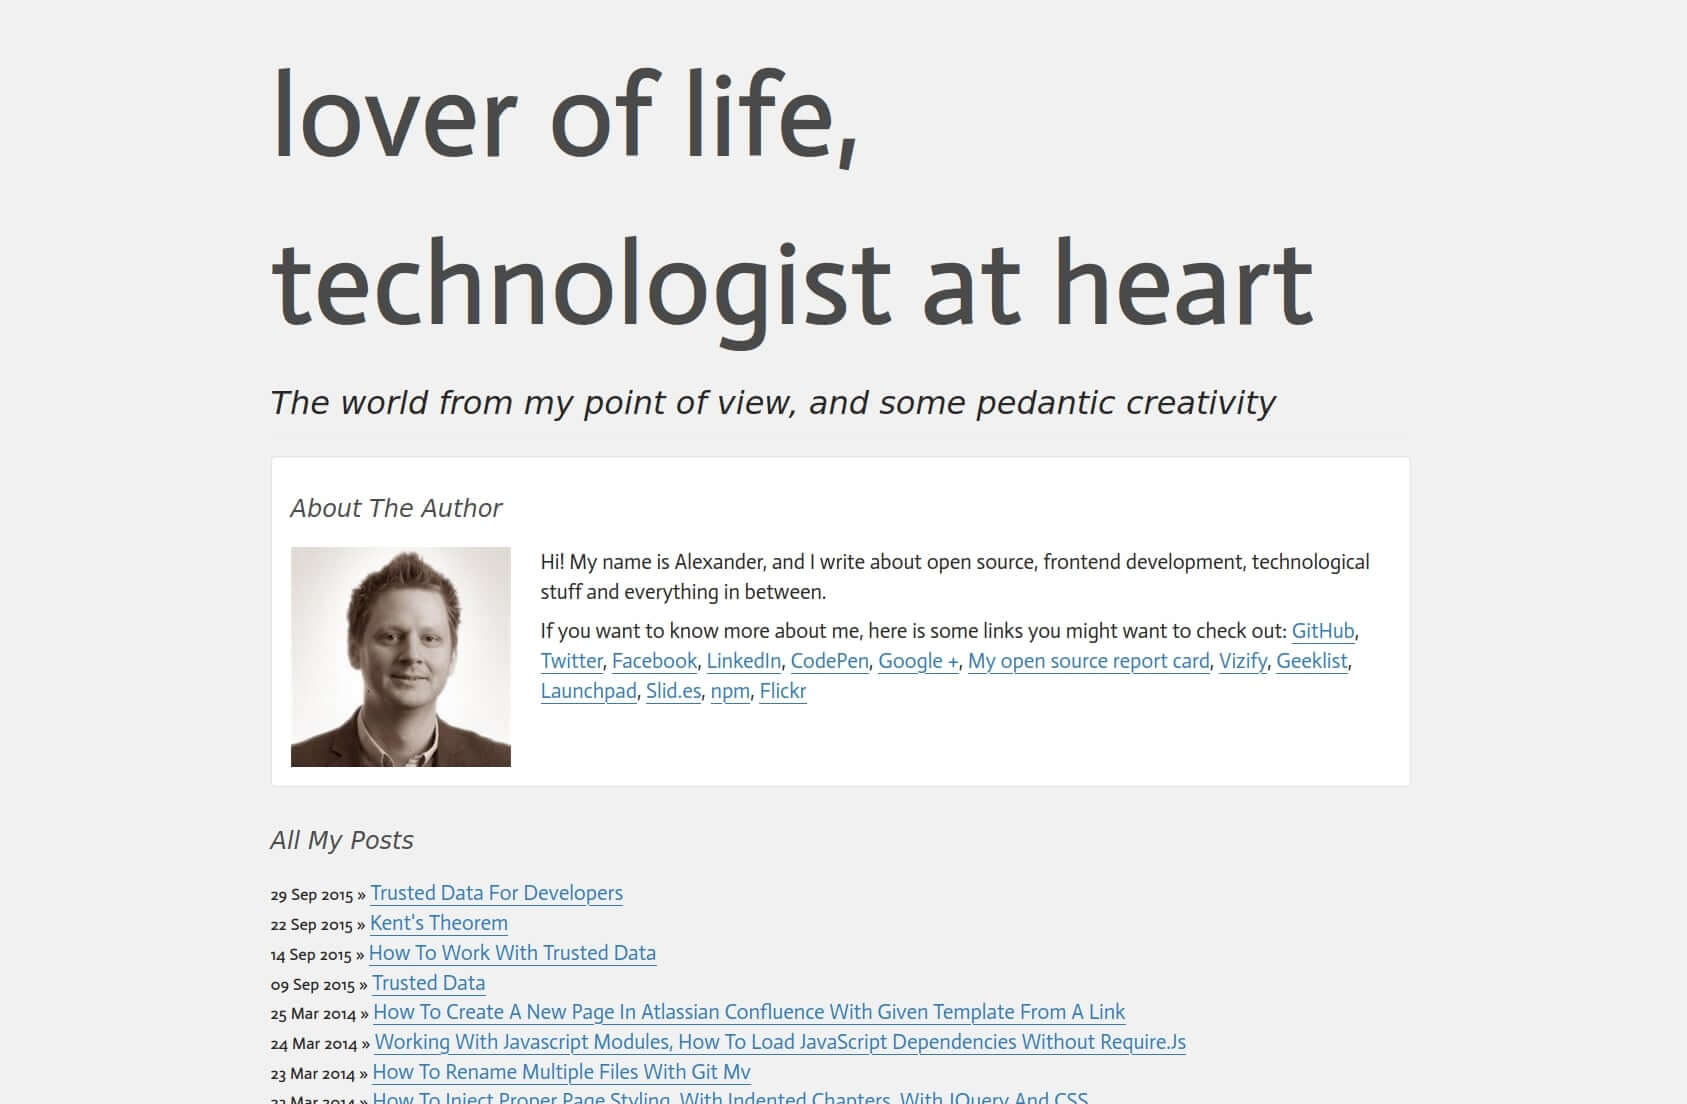 lover of life,
technologist at heart
The world from my point of view, and some pedantic creativity
About The Author
Hi! My name is Alexander, and I write about open source, frontend development, technological
stuff and everything in between.
If you want to know more about me, here is some links you might want to check out: GitHub,
Twitter, Facebook, LinkedIn, CodePen, Google +, My open source report card, Vizify, Geeklist,
Launchpad, Slid.es, npm, Flickr
All My Posts
29 Sep 2015 » Trusted Data For Developers
22 Sep 2015 » Kent's Theorem
14 Sep 2015 » How To Work With Trusted Data
09 Sep 2015 » Trusted Data
25 Mar 2014 » How To Create A New Page In Atlassian Confluence With Given Template From A Link
24 Mar 2014 » Working With Javascript Modules, How To Load JavaScript Dependencies Without Require.Js
23 Mar 2014 » How To Rename Multiple Files With Git Mv
Mar 2014 » How To Inject Proper Page Styling, With Indented Chapters, With JQuery And CSS